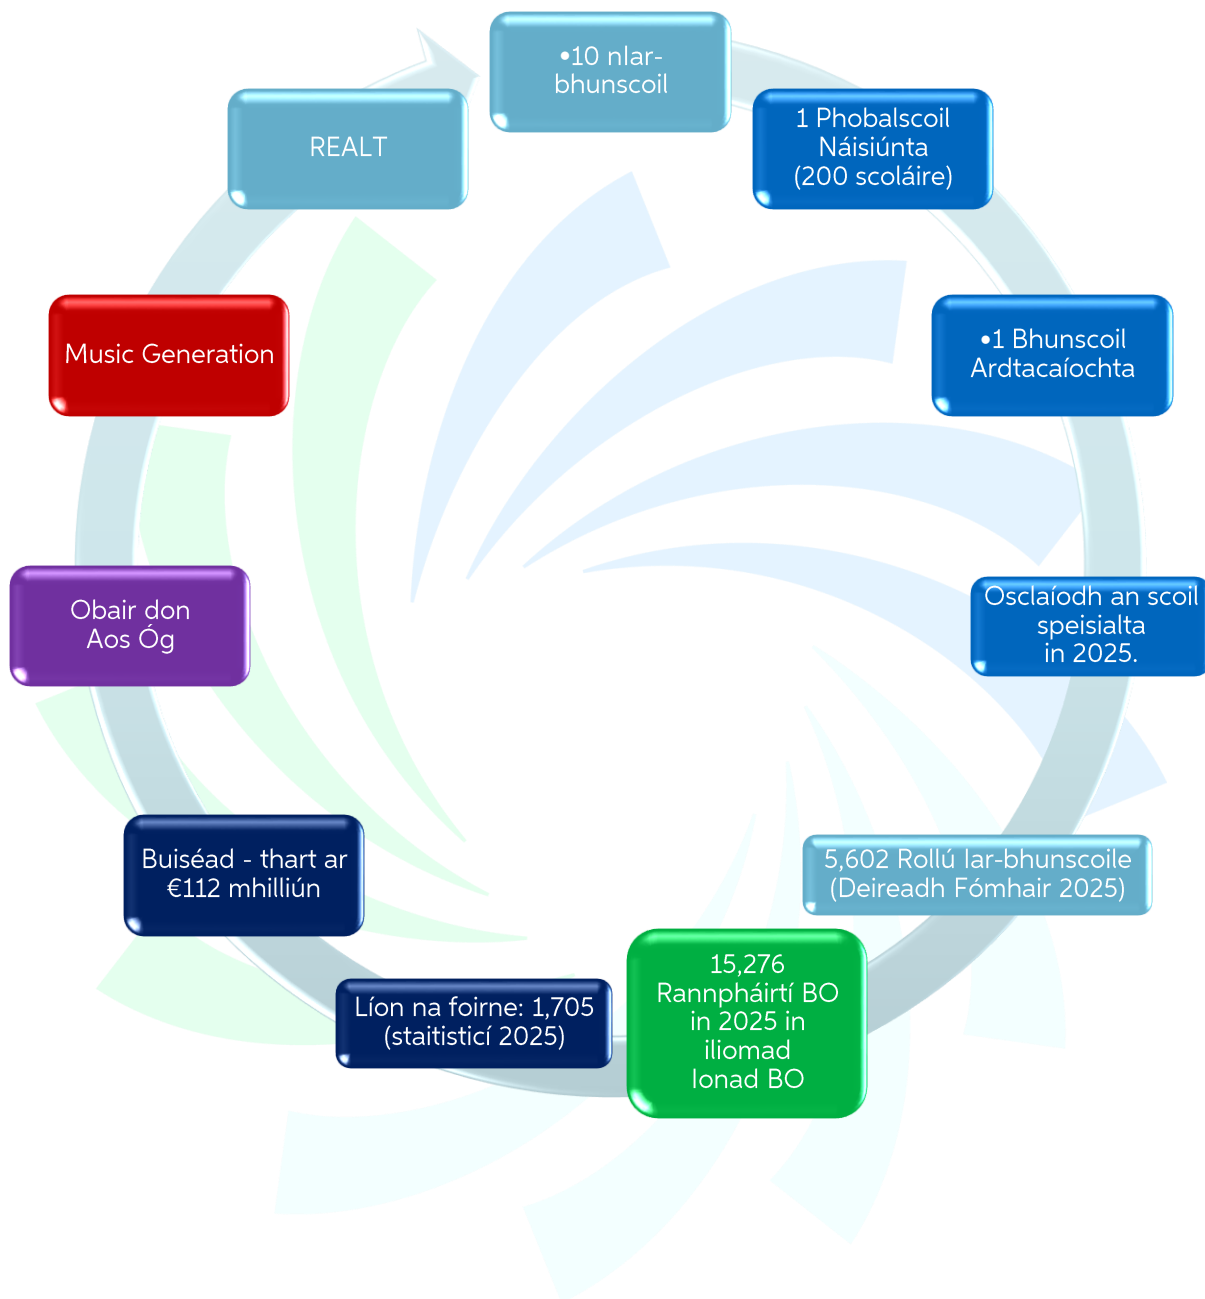 •10 nIar-
bhunscoil
1 Phobalscoil
Náisiúnta
(200 scoláire)
•1 Bhunscoil
Ardtacaíochta
Osclaíodh an scoil
speisialta
in 2025.
5,602 Rollú Iar-bhunscoile
(Deireadh Fómhair 2025)
15,276
Rannpháirtí BO
in 2025 in
iliomad
Ionad BO
Líon na foirne: 1,705
(staitisticí 2025)
Buiséad - thart ar
€112 mhilliún
Obair don
Aos Óg
Music Generation
REALT